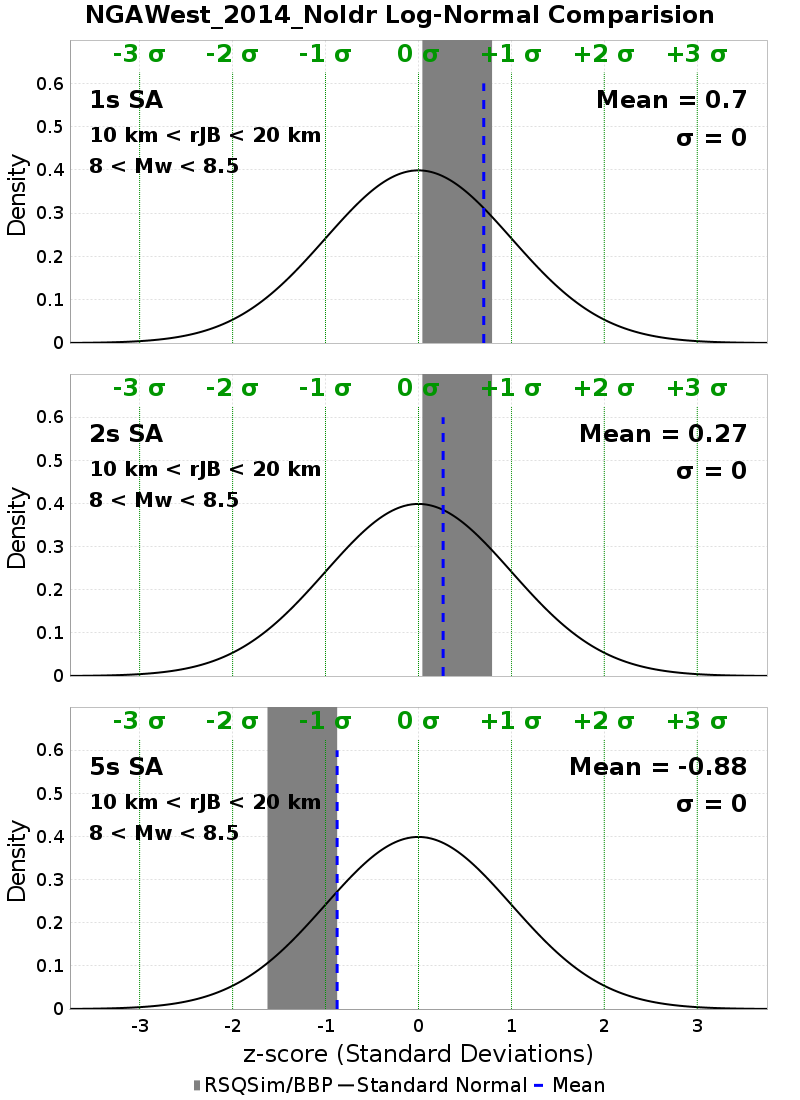 NGAWest_2014_NoIdr Log-Normal Comparision
-3 σ -2 σ -1 σ 0 σ +1 σ +2 σ +3 σ
1s SA
Mean = 0.7
10 km < rJB < 20 km
σ = 0
8 < Mw < 8.5
Density
0.6
0.5
0.4
0.3
0.2
0.1
0
-3 σ -2 σ -1 σ 0 σ +1 σ +2 σ +3 σ
2s SA
Mean = 0.27
10 km < rJB < 20 km
σ = 0
8 < Mw < 8.5
Density
0.6
0.5
0.4
0.3
0.2
0.1
0
-3 σ -2 σ -1 σ 0 σ +1 σ +2 σ +3 σ
5s SA
Mean = -0.88
10 km < rJB < 20 km
σ = 0
8 < Mw < 8.5
Density
0.6
0.5
0.4
0.3
0.2
0.1
0
-3 -2 -1 0 1 2 3
z-score (Standard Deviations)
RSQSim/BBP Standard Normal Mean